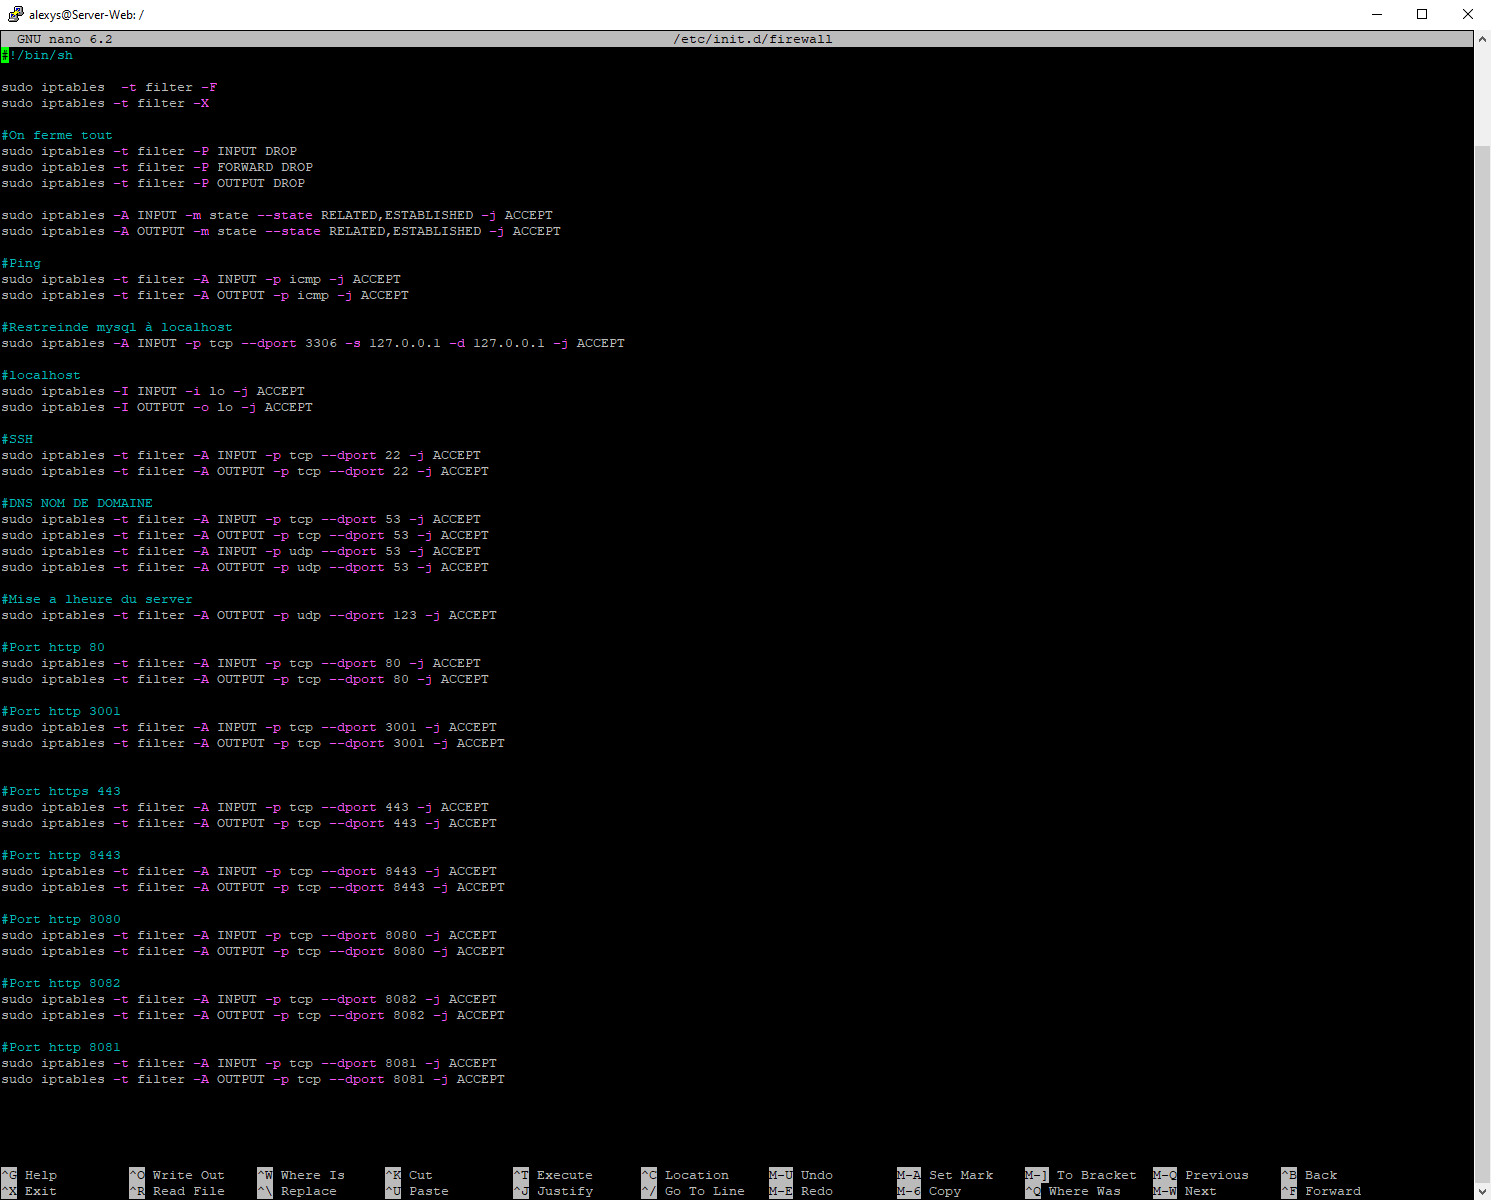 alexys@Server-Web: /
GNU nano 6.2 /etc/init.d/firewall
#!/bin/sh
sudo iptables  -t filter -F
sudo iptables -t filter -X
#On ferme tout
sudo iptables -t filter -P INPUT DROP
sudo iptables -t filter -P FORWARD DROP
sudo iptables -t filter -P OUTPUT DROP
sudo iptables -A INPUT -m state --state RELATED,ESTABLISHED -j ACCEPT
sudo iptables -A OUTPUT -m state --state RELATED,ESTABLISHED -j ACCEPT
#Ping
sudo iptables -t filter -A INPUT -p icmp -j ACCEPT
sudo iptables -t filter -A OUTPUT -p icmp -j ACCEPT
#Restreinde mysql à localhost
sudo iptables -A INPUT -p tcp --dport 3306 -s 127.0.0.1 -d 127.0.0.1 -j ACCEPT
#localhost
sudo iptables -I INPUT -i lo -j ACCEPT
sudo iptables -I OUTPUT -o lo -j ACCEPT
#SSH
sudo iptables -t filter -A INPUT -p tcp --dport 22 -j ACCEPT
sudo iptables -t filter -A OUTPUT -p tcp --dport 22 -j ACCEPT
#DNS NOM DE DOMAINE
sudo iptables -t filter -A INPUT -p tcp --dport 53 -j ACCEPT
sudo iptables -t filter -A OUTPUT -p tcp --dport 53 -j ACCEPT
sudo iptables -t filter -A INPUT -p udp --dport 53 -j ACCEPT
sudo iptables -t filter -A OUTPUT -p udp --dport 53 -j ACCEPT
#Mise a lheure du server
sudo iptables -t filter -A OUTPUT -p udp --dport 123 -j ACCEPT
#Port http 80
sudo iptables -t filter -A INPUT -p tcp --dport 80 -j ACCEPT
sudo iptables -t filter -A OUTPUT -p tcp --dport 80 -j ACCEPT
#Port http 3001
sudo iptables -t filter -A INPUT -p tcp --dport 3001 -j ACCEPT
sudo iptables -t filter -A OUTPUT -p tcp --dport 3001 -j ACCEPT
#Port https 443
sudo iptables -t filter -A INPUT -p tcp --dport 443 -j ACCEPT
sudo iptables -t filter -A OUTPUT -p tcp --dport 443 -j ACCEPT
#Port http 8443
sudo iptables -t filter -A INPUT -p tcp --dport 8443 -j ACCEPT
sudo iptables -t filter -A OUTPUT -p tcp --dport 8443 -j ACCEPT
#Port http 8080
sudo iptables -t filter -A INPUT -p tcp --dport 8080 -j ACCEPT
sudo iptables -t filter -A OUTPUT -p tcp --dport 8080 -j ACCEPT
#Port http 8082
sudo iptables -t filter -A INPUT -p tcp --dport 8082 -j ACCEPT
sudo iptables -t filter -A OUTPUT -p tcp --dport 8082 -j ACCEPT
#Port http 8081
sudo iptables -t filter -A INPUT -p tcp --dport 8081 -j ACCEPT
sudo iptables -t filter -A OUTPUT -p tcp --dport 8081 -j ACCEPT
^G Help ^O Write Out ^W Where Is ^K Cut ^T Execute ^C Location M-U Undo M-A Set Mark M-] To Bracket M-Q Previous ^B Back
^X Exit ^R Read File ^\ Replace ^U Paste ^J Justify ^/ Go To Line M-E Redo M-6 Copy ^Q Where Was M-W Next ^F Forward